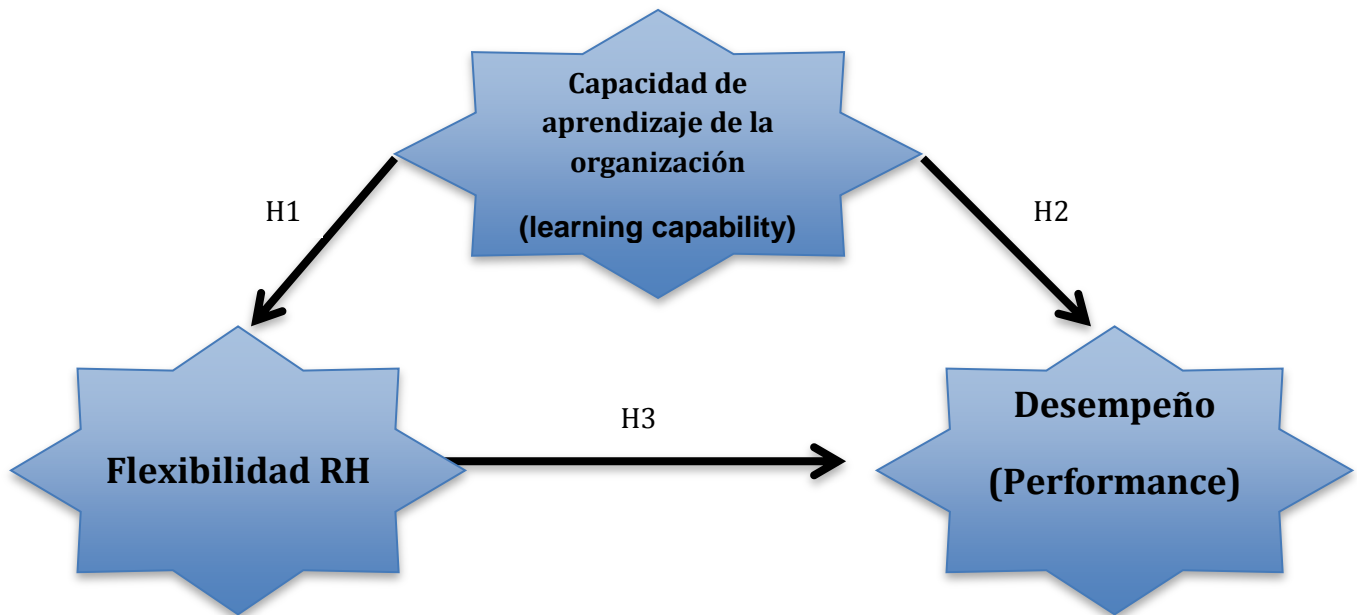 Capacidad de
aprendizaje de la
organización
(learning capability)
H1
H2
H3
Flexibilidad RH
Desempeño
(Performance)